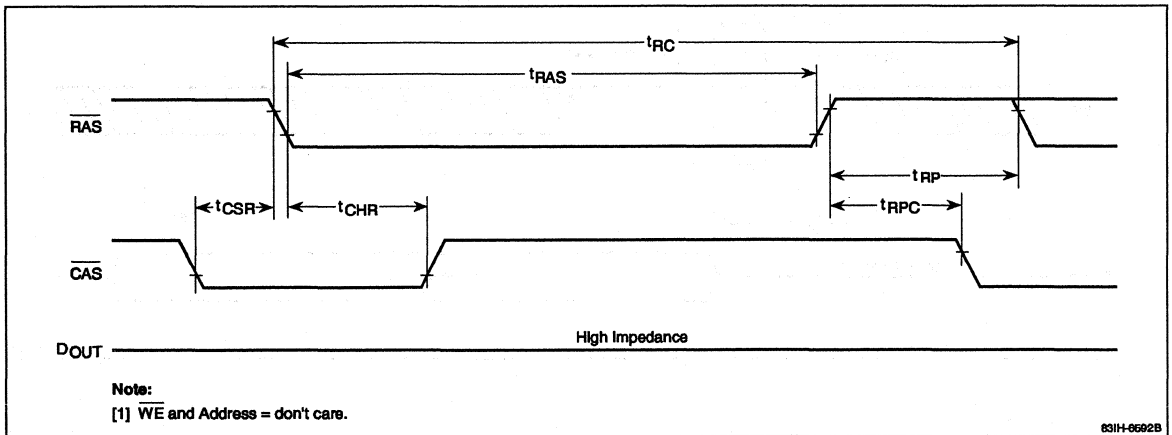 tRC
tRAS
RAS
tRP
tCSR
tCHR
tRPC
CAS
DOUT
High Impedance
Note:
[1] WE and Address = don't care.
83IH-6592B